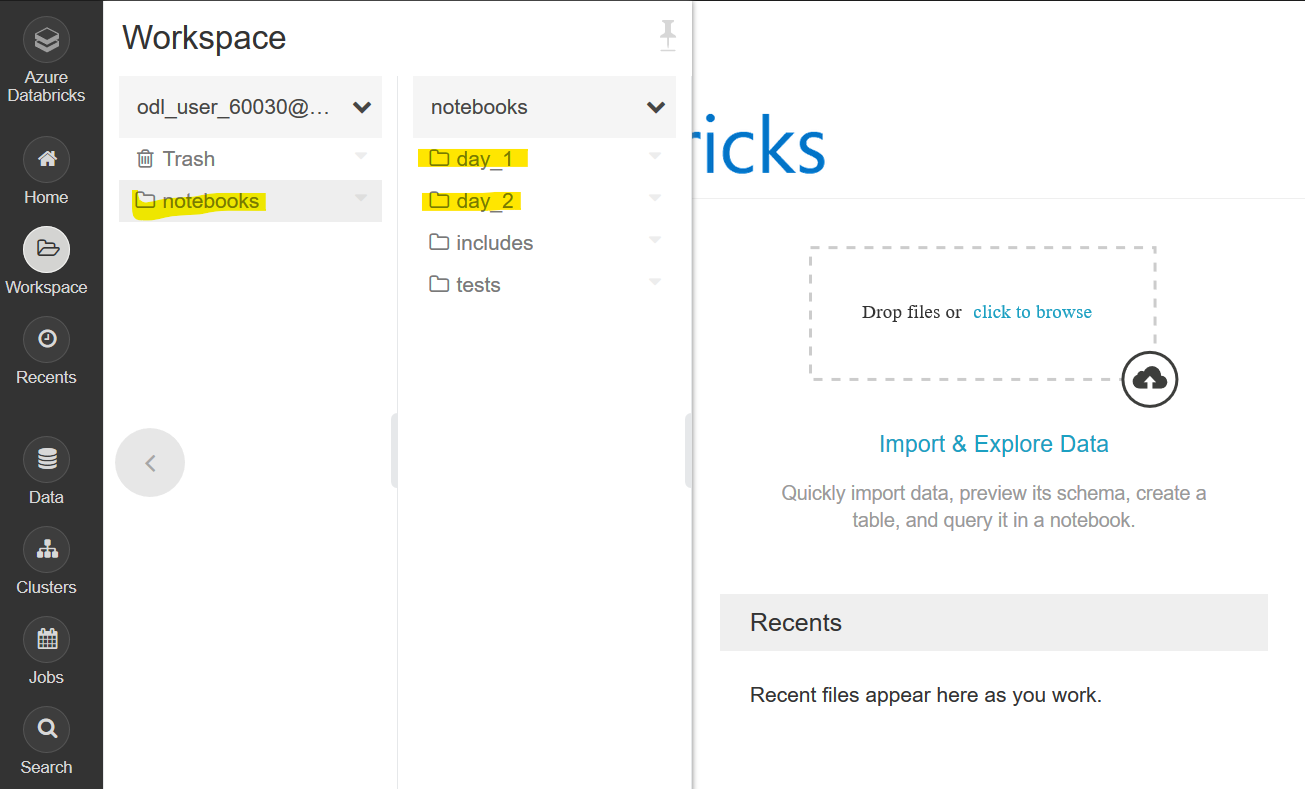 Azure
Databricks
Home
Workspace
Recents
Data
Clusters
Jobs
Search
Workspace
odl_user_60030@...
Trash
notebooks
notebooks
day_1
day_2
includes
tests
ricks
Drop files or click to browse
Import & Explore Data
Quickly import data, preview its schema, create a
table, and query it in a notebook.
Recents
Recent files appear here as you work.